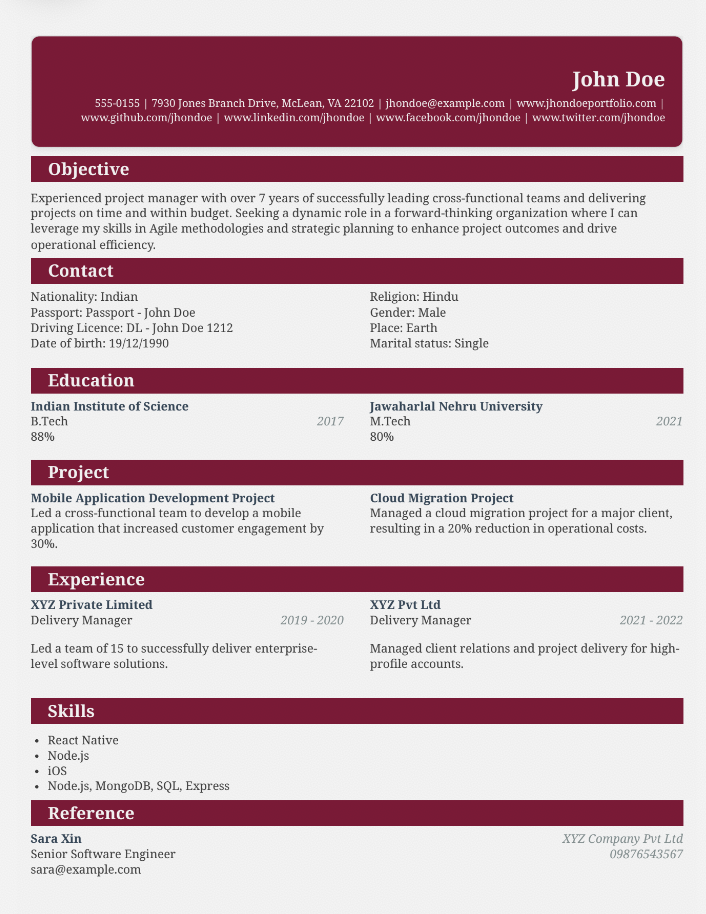 John Doe
555-0155 | 7930 Jones Branch Drive, McLean, VA 22102 | jhondoe@example.com | www.jhondoeportfolio.com |
www.github.com/jhondoe | www.linkedin.com/jhondoe | www.facebook.com/jhondoe | www.twitter.com/jhondoe
Objective
Experienced project manager with over 7 years of successfully leading cross-functional teams and delivering
projects on time and within budget. Seeking a dynamic role in a forward-thinking organization where I can
leverage my skills in Agile methodologies and strategic planning to enhance project outcomes and drive
operational efficiency.
Contact
Nationality: Indian
Passport: Passport - John Doe
Driving Licence: DL - John Doe 1212
Date of birth: 19/12/1990
Religion: Hindu
Gender: Male
Place: Earth
Marital status: Single
Education
Indian Institute of Science
B.Tech 2017
88%
Jawaharlal Nehru University
M.Tech 2021
80%
Project
Mobile Application Development Project
Led a cross-functional team to develop a mobile
application that increased customer engagement by
30%.
Cloud Migration Project
Managed a cloud migration project for a major client,
resulting in a 20% reduction in operational costs.
Experience
XYZ Private Limited
Delivery Manager 2019 - 2020
Led a team of 15 to successfully deliver enterprise-
level software solutions.
XYZ Pvt Ltd
Delivery Manager 2021 - 2022
Managed client relations and project delivery for high-
profile accounts.
Skills
• React Native
• Node.js
• iOS
• Node.js, MongoDB, SQL, Express
Reference
Sara Xin XYZ Company Pvt Ltd
Senior Software Engineer 09876543567
sara@example.com